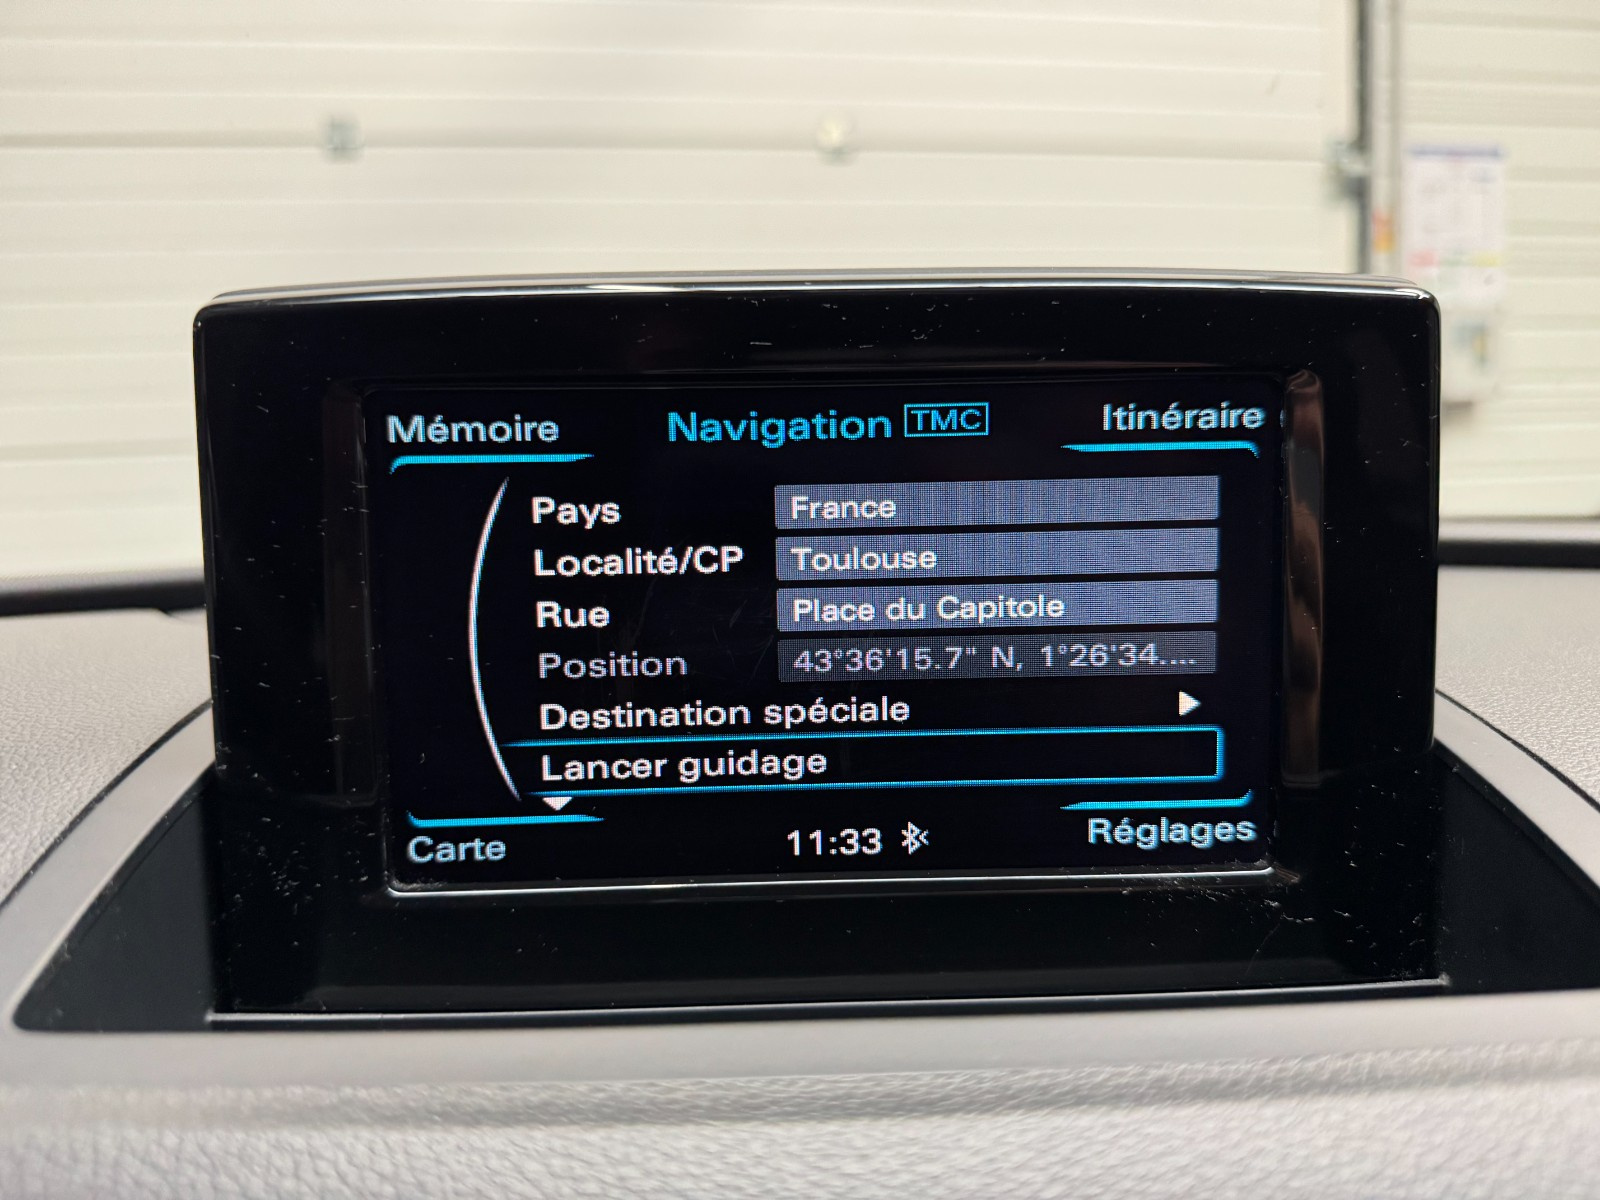 Mémoire Navigation TMC Itinéraire
Pays France
Localité/CP Toulouse
Rue Place du Capitole
Position 43°36'15.7" N, 1°26'34....
Destination spéciale
Lancer guidage
Carte 11:33 Réglages